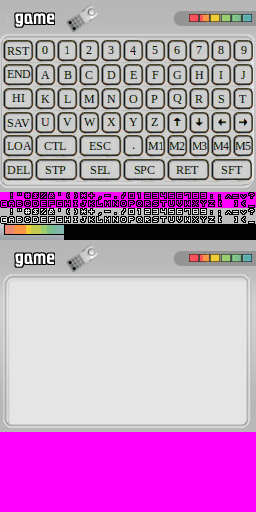 game
RST 0 1 2 3 4 5 6 7 8 9
END A B C D E F G H I J
HI K L M N O P Q R S T
SAV U V W X Y Z ↑ ↓ ← →
LOA CTL ESC . M1 M2 M3 M4 M5
DEL STP SEL SPC RET SFT
game